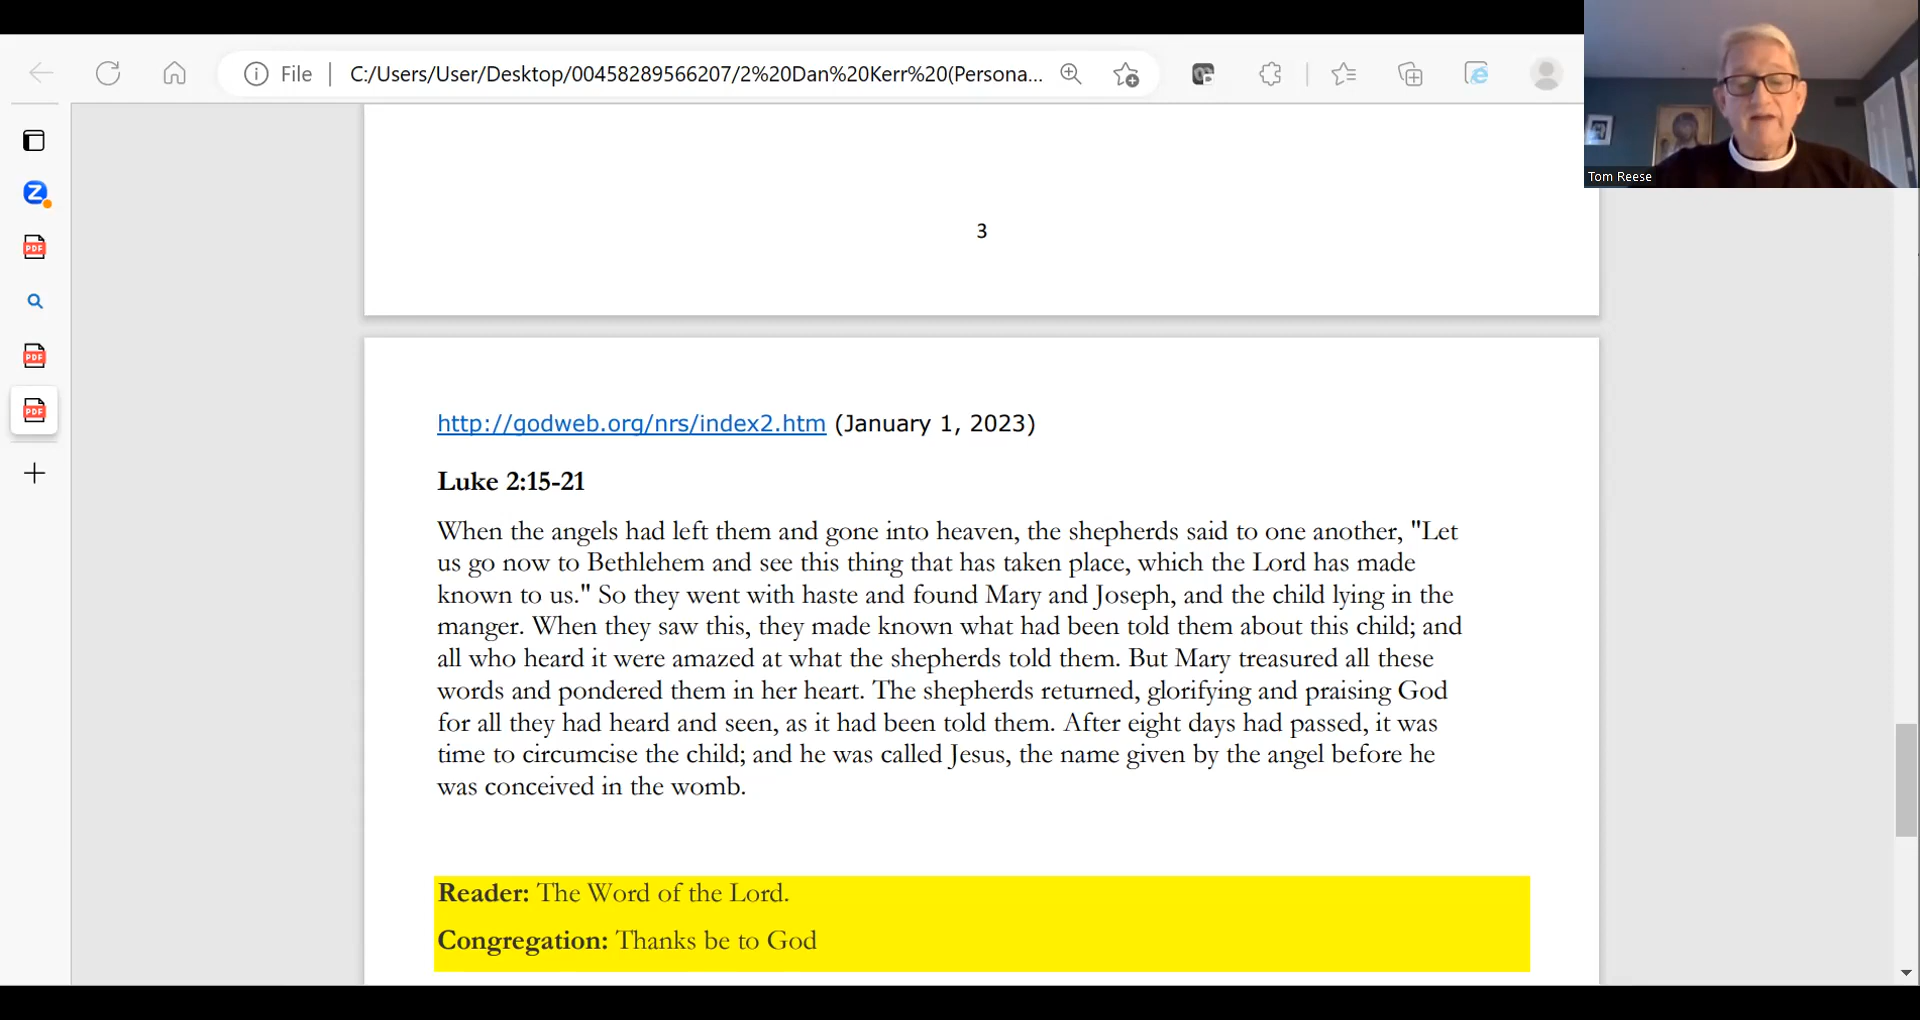 File
C:/Users/User/Desktop/00458289566207/2%20Dan%20Kerr%20(Persona...
Tom Reese
Z
PDF
PDF
PDF
3
http://godweb.org/nrs/index2.htm (January 1, 2023)
Luke 2:15-21
When the angels had left them and gone into heaven, the shepherds said to one another, "Let
us go now to Bethlehem and see this thing that has taken place, which the Lord has made
known to us." So they went with haste and found Mary and Joseph, and the child lying in the
manger. When they saw this, they made known what had been told them about this child; and
all who heard it were amazed at what the shepherds told them. But Mary treasured all these
words and pondered them in her heart. The shepherds returned, glorifying and praising God
for all they had heard and seen, as it had been told them. After eight days had passed, it was
time to circumcise the child; and he was called Jesus, the name given by the angel before he
was conceived in the womb.
Reader: The Word of the Lord.
Congregation: Thanks be to God